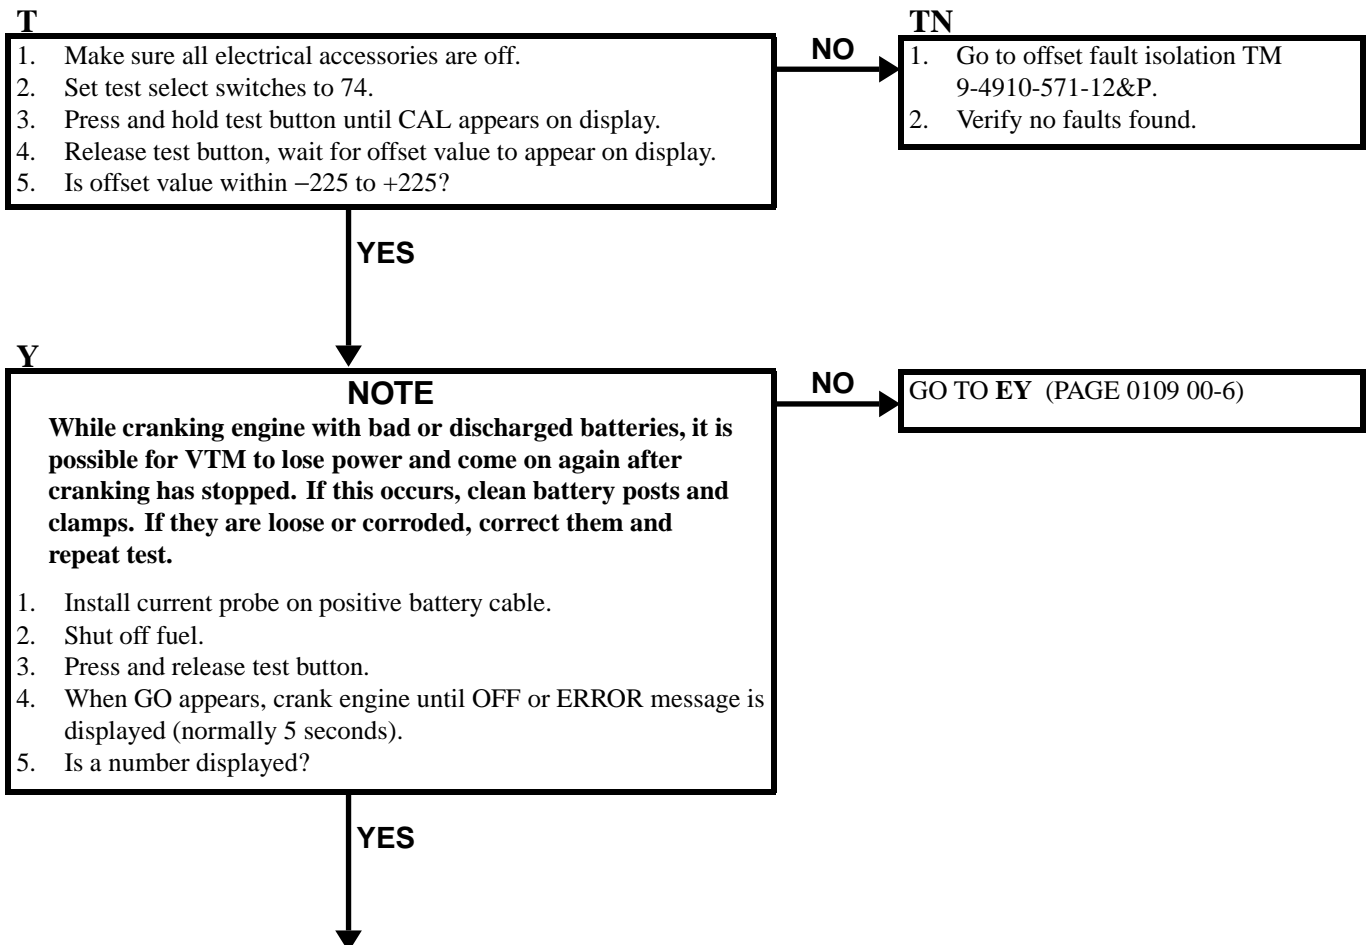 T
1. Make sure all electrical accessories are off.
2. Set test select switches to 74.
3. Press and hold test button until CAL appears on display.
4. Release test button, wait for offset value to appear on display.
5. Is offset value within −225 to +225?
NO
TN
1. Go to offset fault isolation TM
9-4910-571-12&P.
2. Verify no faults found.
YES
Y
NOTE
While cranking engine with bad or discharged batteries, it is
possible for VTM to lose power and come on again after
cranking has stopped. If this occurs, clean battery posts and
clamps. If they are loose or corroded, correct them and
repeat test.
1. Install current probe on positive battery cable.
2. Shut off fuel.
3. Press and release test button.
4. When GO appears, crank engine until OFF or ERROR message is
displayed (normally 5 seconds).
5. Is a number displayed?
NO
GO TO EY (PAGE 0109 00-6)
YES